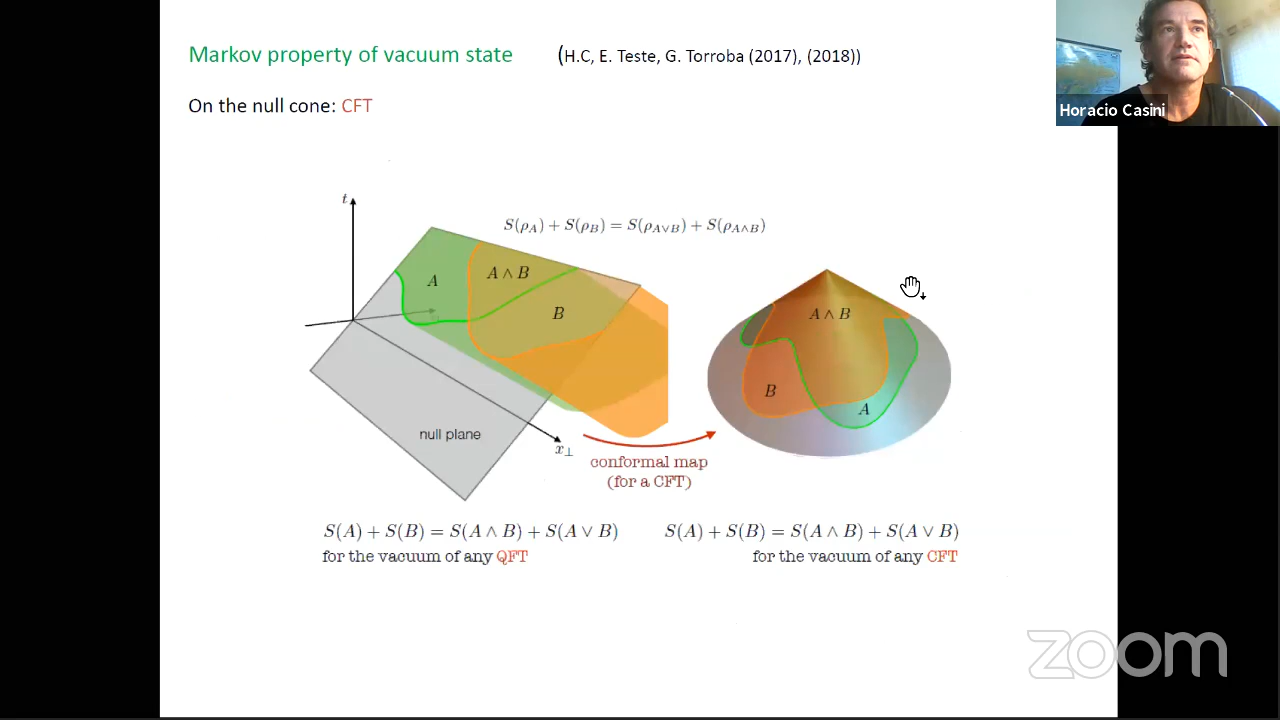 Markov property of vacuum state (H.C, E. Teste, G. Torroba (2017), (2018))
Horacio Casini
On the null cone: CFT
t
S(ρ_A) + S(ρ_B) = S(ρ_{A∨B}) + S(ρ_{A∧B})
A
A ∧ B
B
A ∧ B
B
A
null plane
x_⊥
conformal map
(for a CFT)
S(A) + S(B) = S(A ∧ B) + S(A ∨ B)
for the vacuum of any QFT
S(A) + S(B) = S(A ∧ B) + S(A ∨ B)
for the vacuum of any CFT
zoom